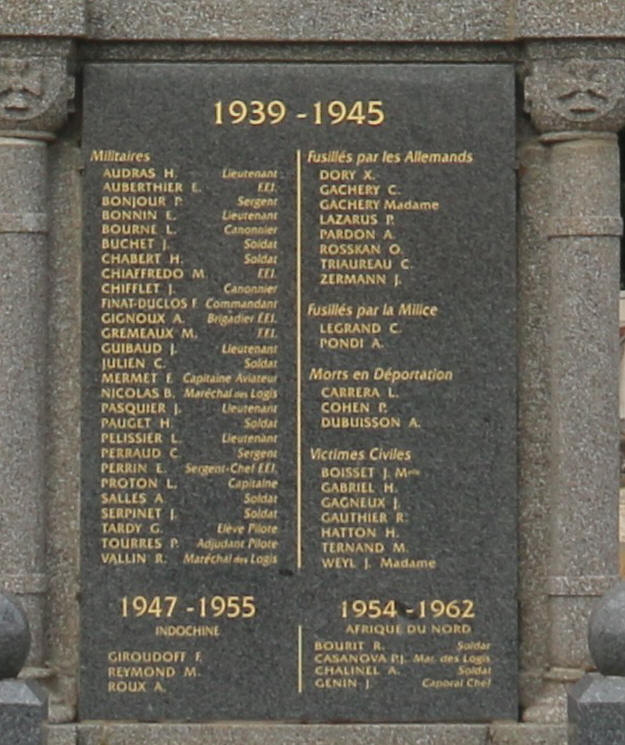 1939 - 1945
Militaires
AUDRAS H. Lieutenant
AUBERTHIER E. F.F.I.
BONJOUR P. Sergent
BONNIN E. Lieutenant
BOURNE L. Canonnier
BUCHET J. Soldat
CHABERT H. Soldat
CHIAFFREDO M. F.F.I.
CHIFFLET J. Canonnier
FINAT-DUCLOS F. Commandant
GIGNOUX A. Brigadier F.F.I.
GREMEAUX M. F.F.I.
GUIBAUD J. Lieutenant
JULIEN C. Soldat
MERMET F. Capitaine Aviateur
NICOLAS B. Maréchal des Logis
PASQUIER J. Lieutenant
PAUGET H. Soldat
PELISSIER L. Lieutenant
PERRAUD C. Sergent
PERRIN E. Sergent-Chef F.F.I.
PROTON L. Capitaine
SALLES A. Soldat
SERPINET J. Soldat
TARDY G. Elève Pilote
TOURRES P. Adjudant Pilote
VALLIN R. Maréchal des Logis
Fusillés par les Allemands
DORY X.
GACHERY C.
GACHERY Madame
LAZARUS P.
PARDON A.
ROSSKAN O.
TRIAUREAU C.
ZERMANN J.
Fusillés par la Milice
LEGRAND C.
PONDI A.
Morts en Déportation
CARRERA L.
COHEN P.
DUBUISSON A.
Victimes Civiles
BOISSET J. Melle
GABRIEL H.
GAGNEUX J.
GAUTHIER R.
HATTON H.
TERNAND M.
WEYL J. Madame
1947 - 1955
INDOCHINE
GIROUDOFF F.
REYMOND M.
ROUX A.
1954 - 1962
AFRIQUE DU NORD
BOURIT R. Soldat
CASANOVA P.J. Mar. des Logis
CHALINEL A. Soldat
GENIN J. Caporal Chef